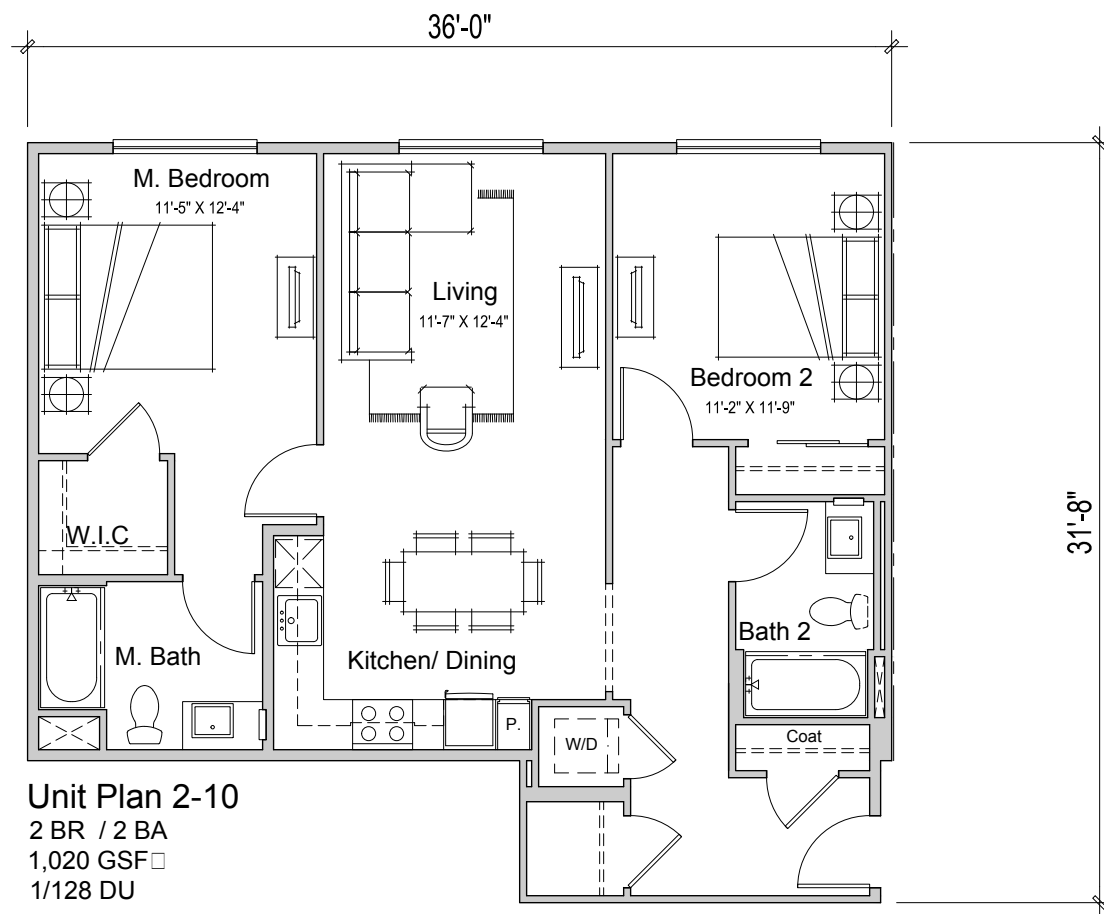 36'-0"
M. Bedroom
11'-5" X 12'-4"
Living
11'-7" X 12'-4"
Bedroom 2
11'-2" X 11'-9"
31'-8"
W.I.C
M. Bath
Kitchen/ Dining
Bath 2
P.
W/D
Coat
Unit Plan 2-10
2 BR / 2 BA
1,020 GSF□
1/128 DU